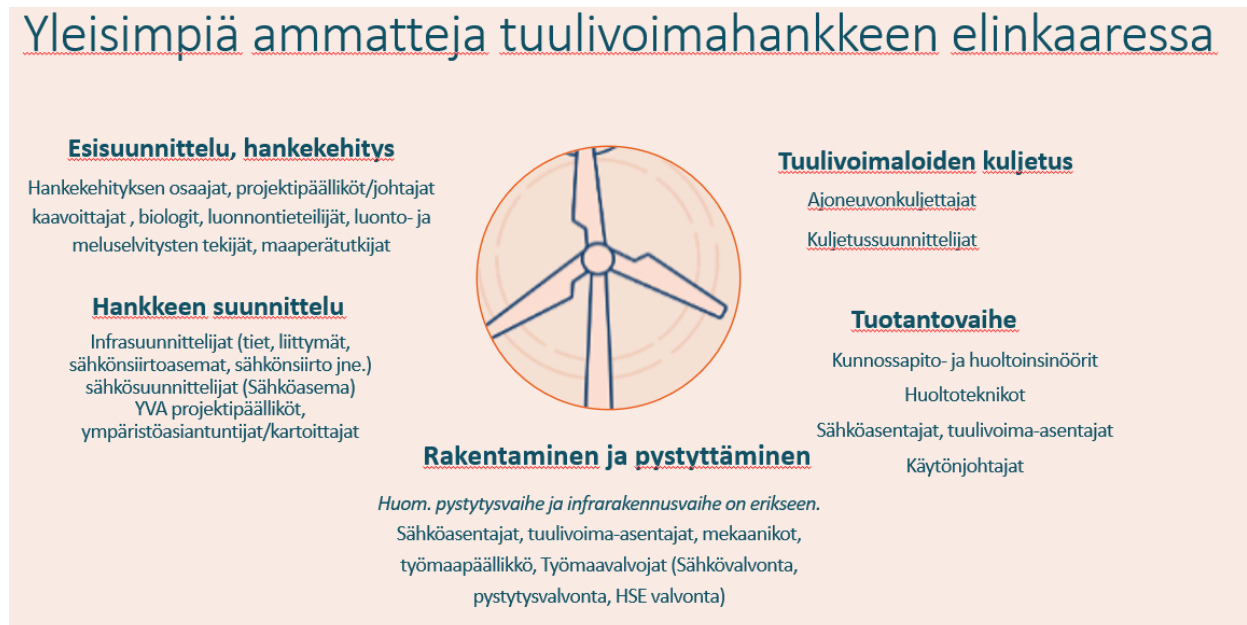 Yleisimpiä ammatteja tuulivoimahankkeen elinkaaressa
Esisuunnittelu, hankekehitys
Hankekehityksen osaajat, projektipäälliköt/johtajat
kaavoittajat , biologit, luonnontieteilijät, luonto- ja
meluselvitysten tekijät, maaperätutkijat
Hankkeen suunnittelu
Infrasuunnittelijat (tiet, liittymät,
sähkönsiirtoasemat, sähkönsiirto jne.)
sähkösuunnittelijat (Sähköasema)
YVA projektipäälliköt,
ympäristöasiantuntijat/kartoittajat
Rakentaminen ja pystyttäminen
Huom. pystytysvaihe ja infrarakennusvaihe on erikseen.
Sähköasentajat, tuulivoima-asentajat, mekaanikot,
työmaapäällikkö, Työmaavalvojat (Sähkövalvonta,
pystytysvalvonta, HSE valvonta)
Tuulivoimaloiden kuljetus
Ajoneuvonkuljettajat
Kuljetussuunnittelijat
Tuotantovaihe
Kunnossapito- ja huoltoinsinöörit
Huoltoteknikot
Sähköasentajat, tuulivoima-asentajat
Käytönjohtajat